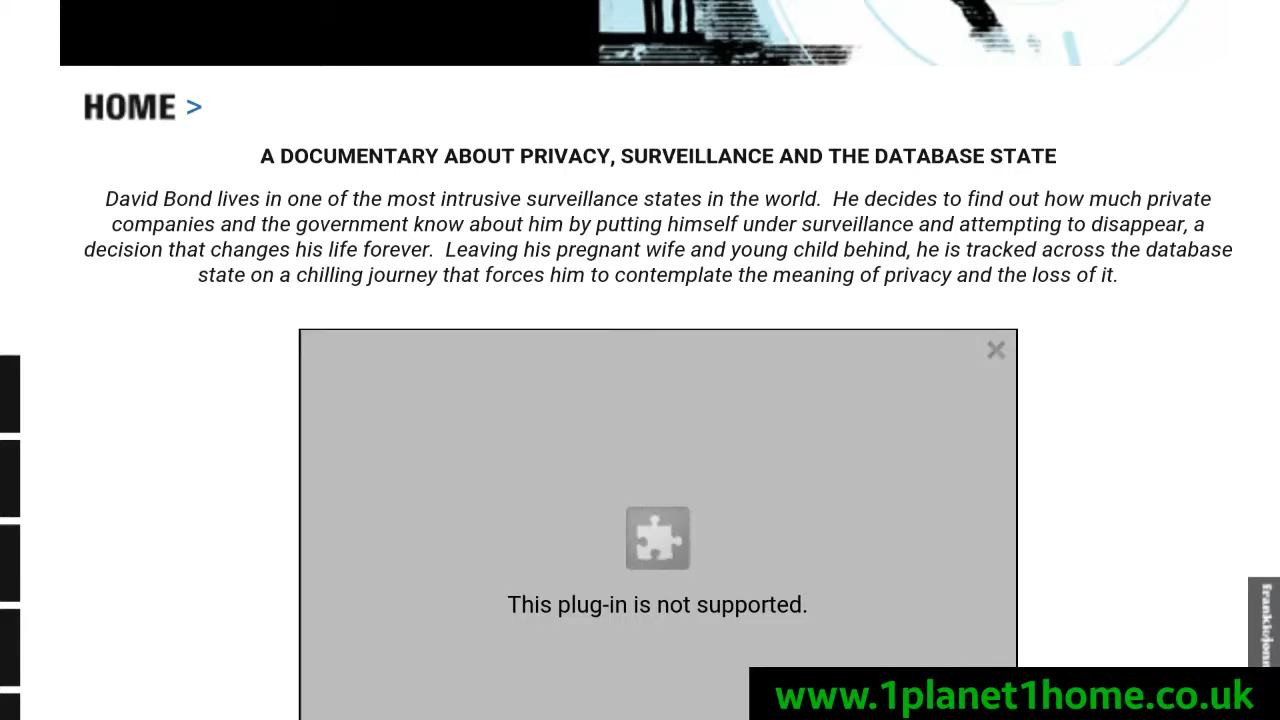 HOME >
A DOCUMENTARY ABOUT PRIVACY, SURVEILLANCE AND THE DATABASE STATE
David Bond lives in one of the most intrusive surveillance states in the world.  He decides to find out how much private
companies and the government know about him by putting himself under surveillance and attempting to disappear, a
decision that changes his life forever.  Leaving his pregnant wife and young child behind, he is tracked across the database
state on a chilling journey that forces him to contemplate the meaning of privacy and the loss of it.
This plug-in is not supported.
www.1planet1home.co.uk